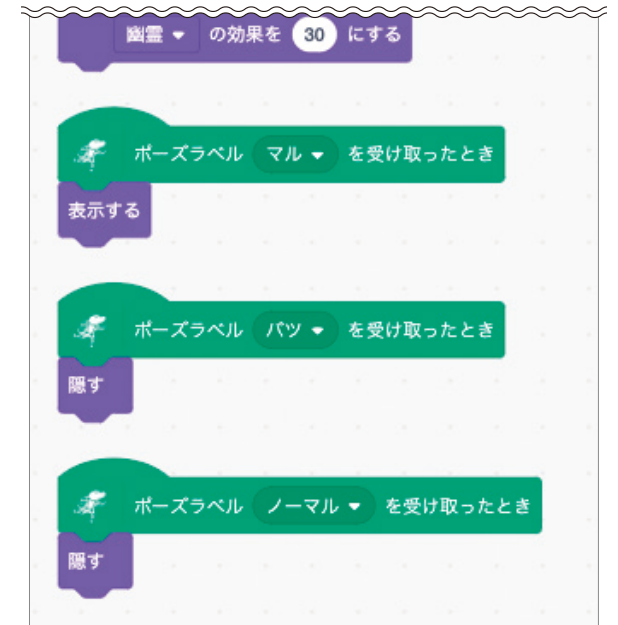 幽霊 の効果を 30 にする
ポーズラベル マル を受け取ったとき
表示する
ポーズラベル バツ を受け取ったとき
隠す
ポーズラベル ノーマル を受け取ったとき
隠す